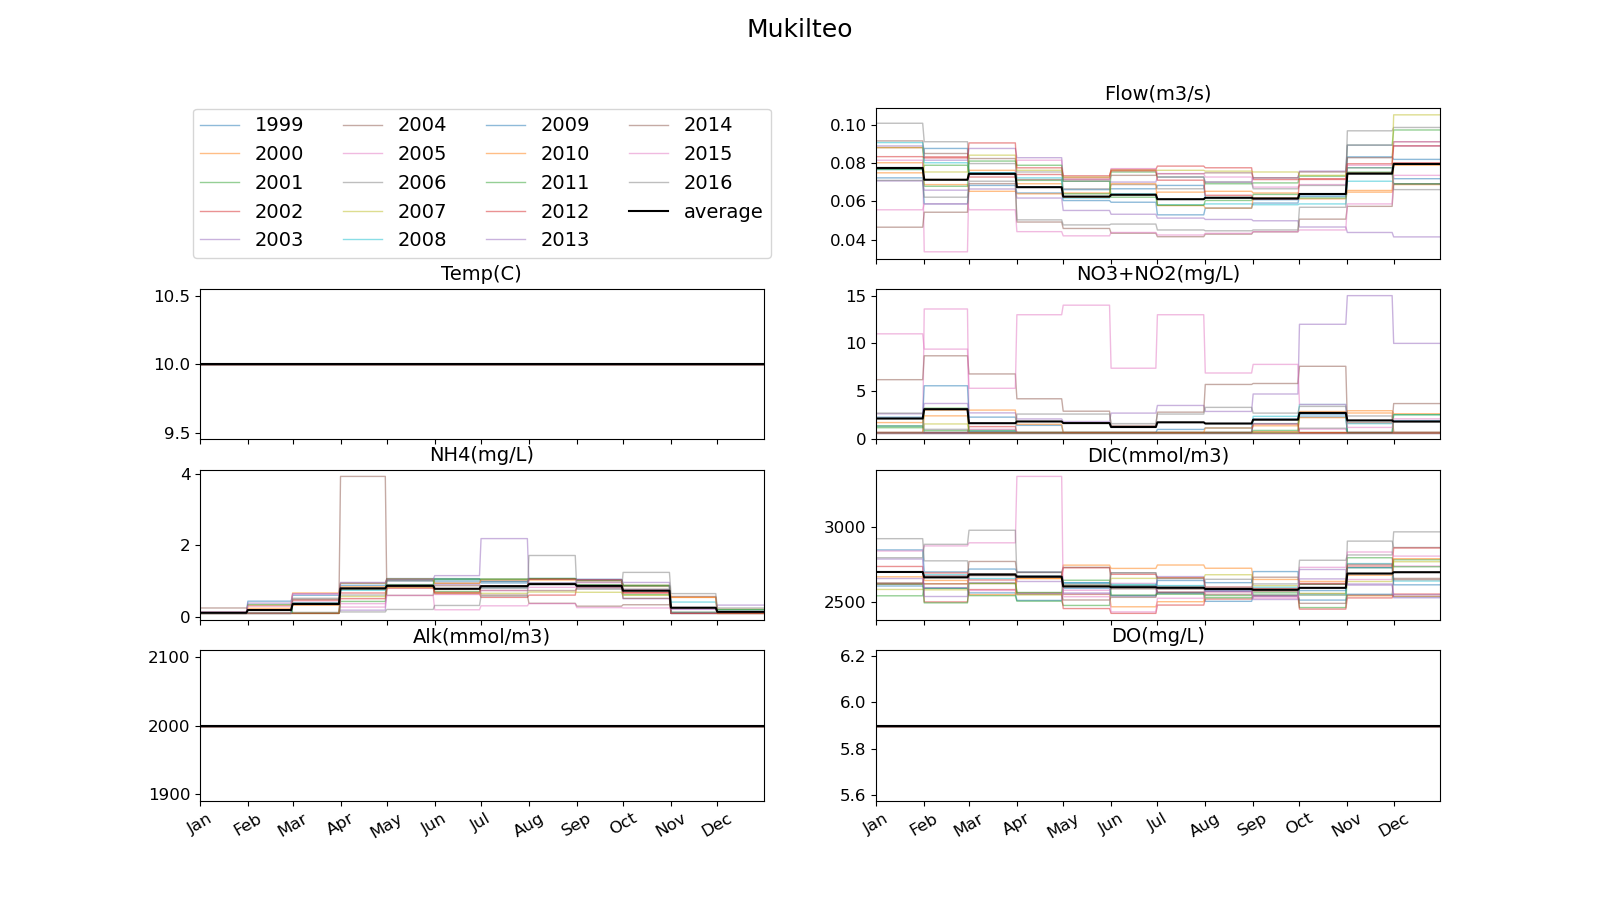 Mukilteo
1999 2004 2009 2014
2000 2005 2010 2015
2001 2006 2011 2016
2002 2007 2012 average
2003 2008 2013
Flow(m3/s)
0.10
0.08
0.06
0.04
Temp(C)
10.5
10.0
9.5
NO3+NO2(mg/L)
15
10
5
0
NH4(mg/L)
4
2
0
DIC(mmol/m3)
3000
2500
Alk(mmol/m3)
2100
2000
1900
Jan Feb Mar Apr May Jun Jul Aug Sep Oct Nov Dec
DO(mg/L)
6.2
6.0
5.8
5.6
Jan Feb Mar Apr May Jun Jul Aug Sep Oct Nov Dec